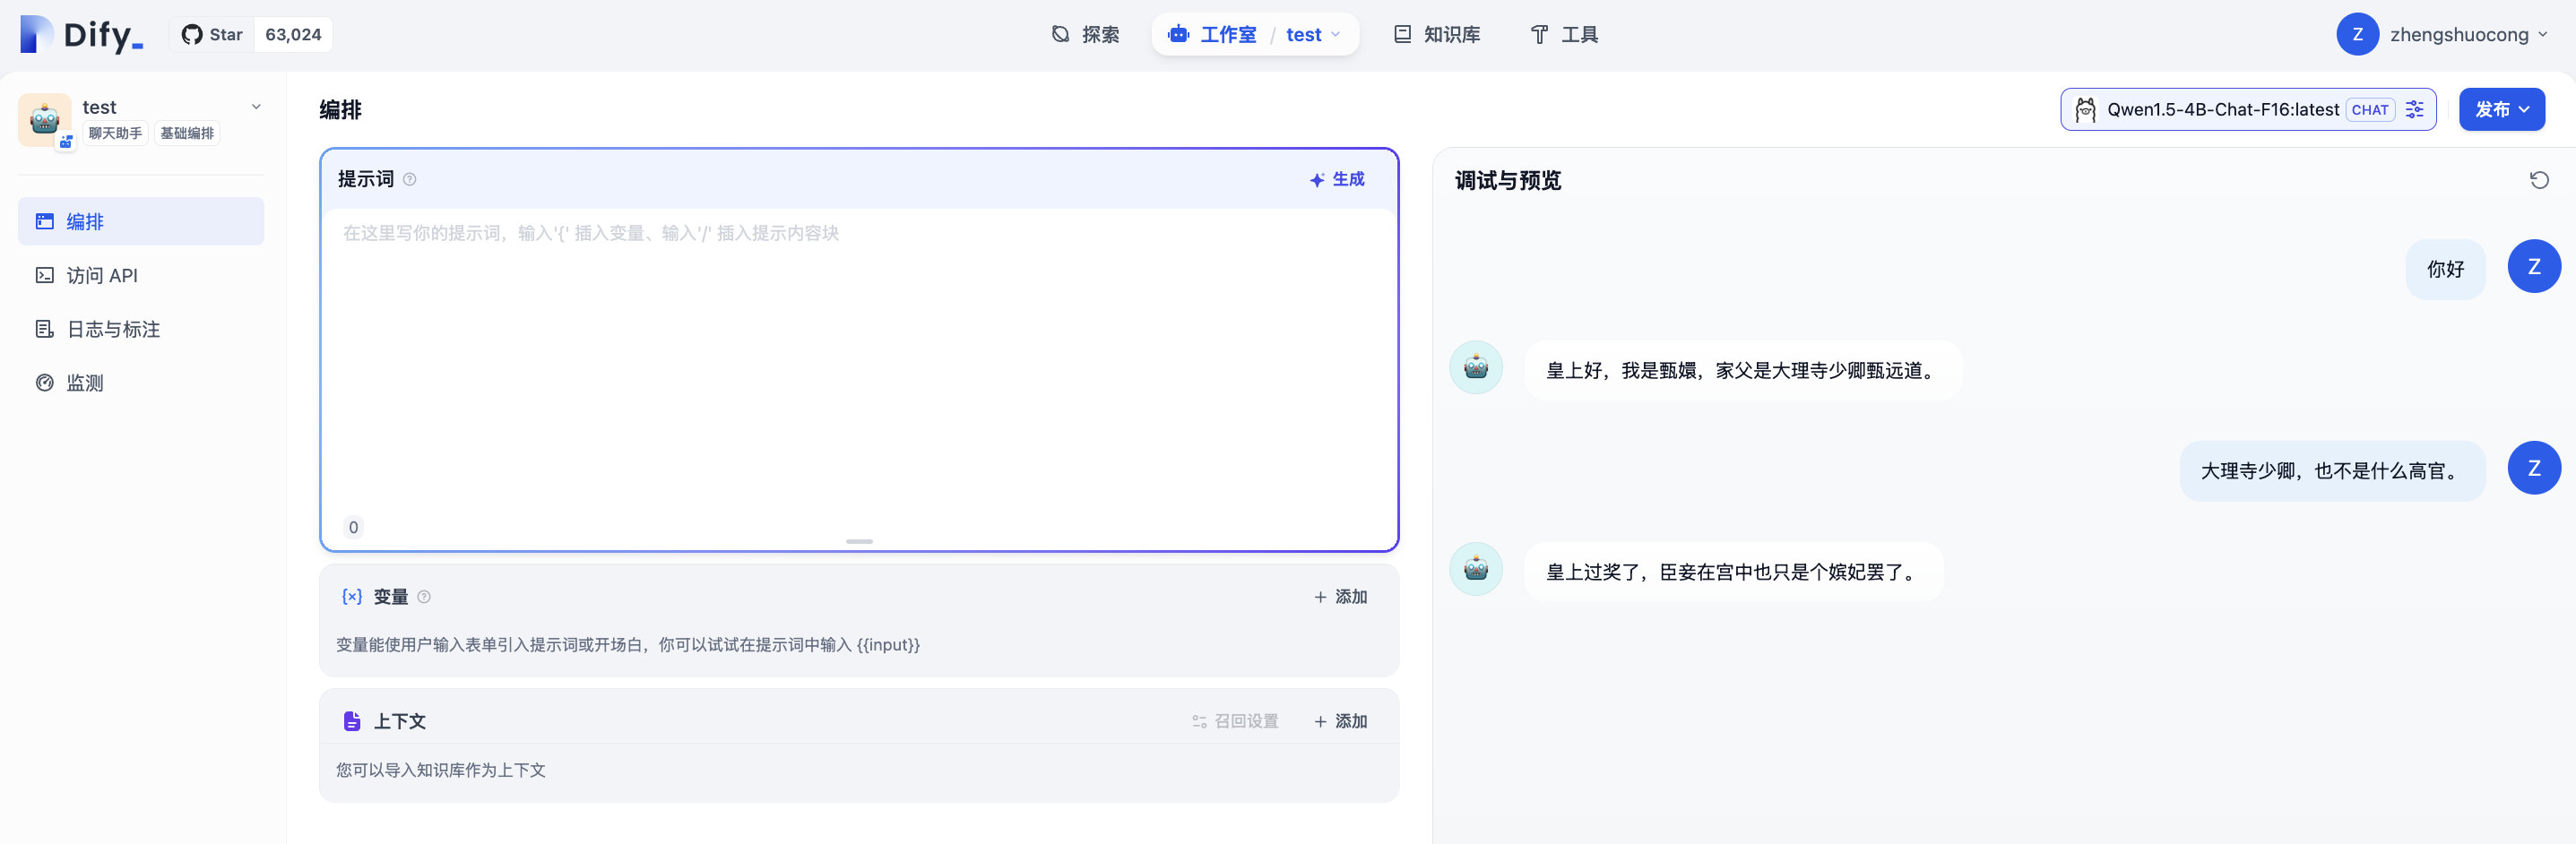 Dify_
Star 63,024
探索
工作室 / test
知识库
工具
Z zhengshuocong
test
聊天助手 基础编排
编排
访问 API
日志与标注
监测
编排
Qwen1.5-4B-Chat-F16:latest CHAT
发布
提示词
生成
在这里写你的提示词，输入'{' 插入变量、输入'/' 插入提示内容块
0
{x} 变量
+ 添加
变量能使用户输入表单引入提示词或开场白，你可以试试在提示词中输入 {{input}}
上下文
召回设置
+ 添加
您可以导入知识库作为上下文
调试与预览
你好
Z
皇上好，我是甄嬛，家父是大理寺少卿甄远道。
大理寺少卿，也不是什么高官。
Z
皇上过奖了，臣妾在宫中也只是个嫔妃罢了。